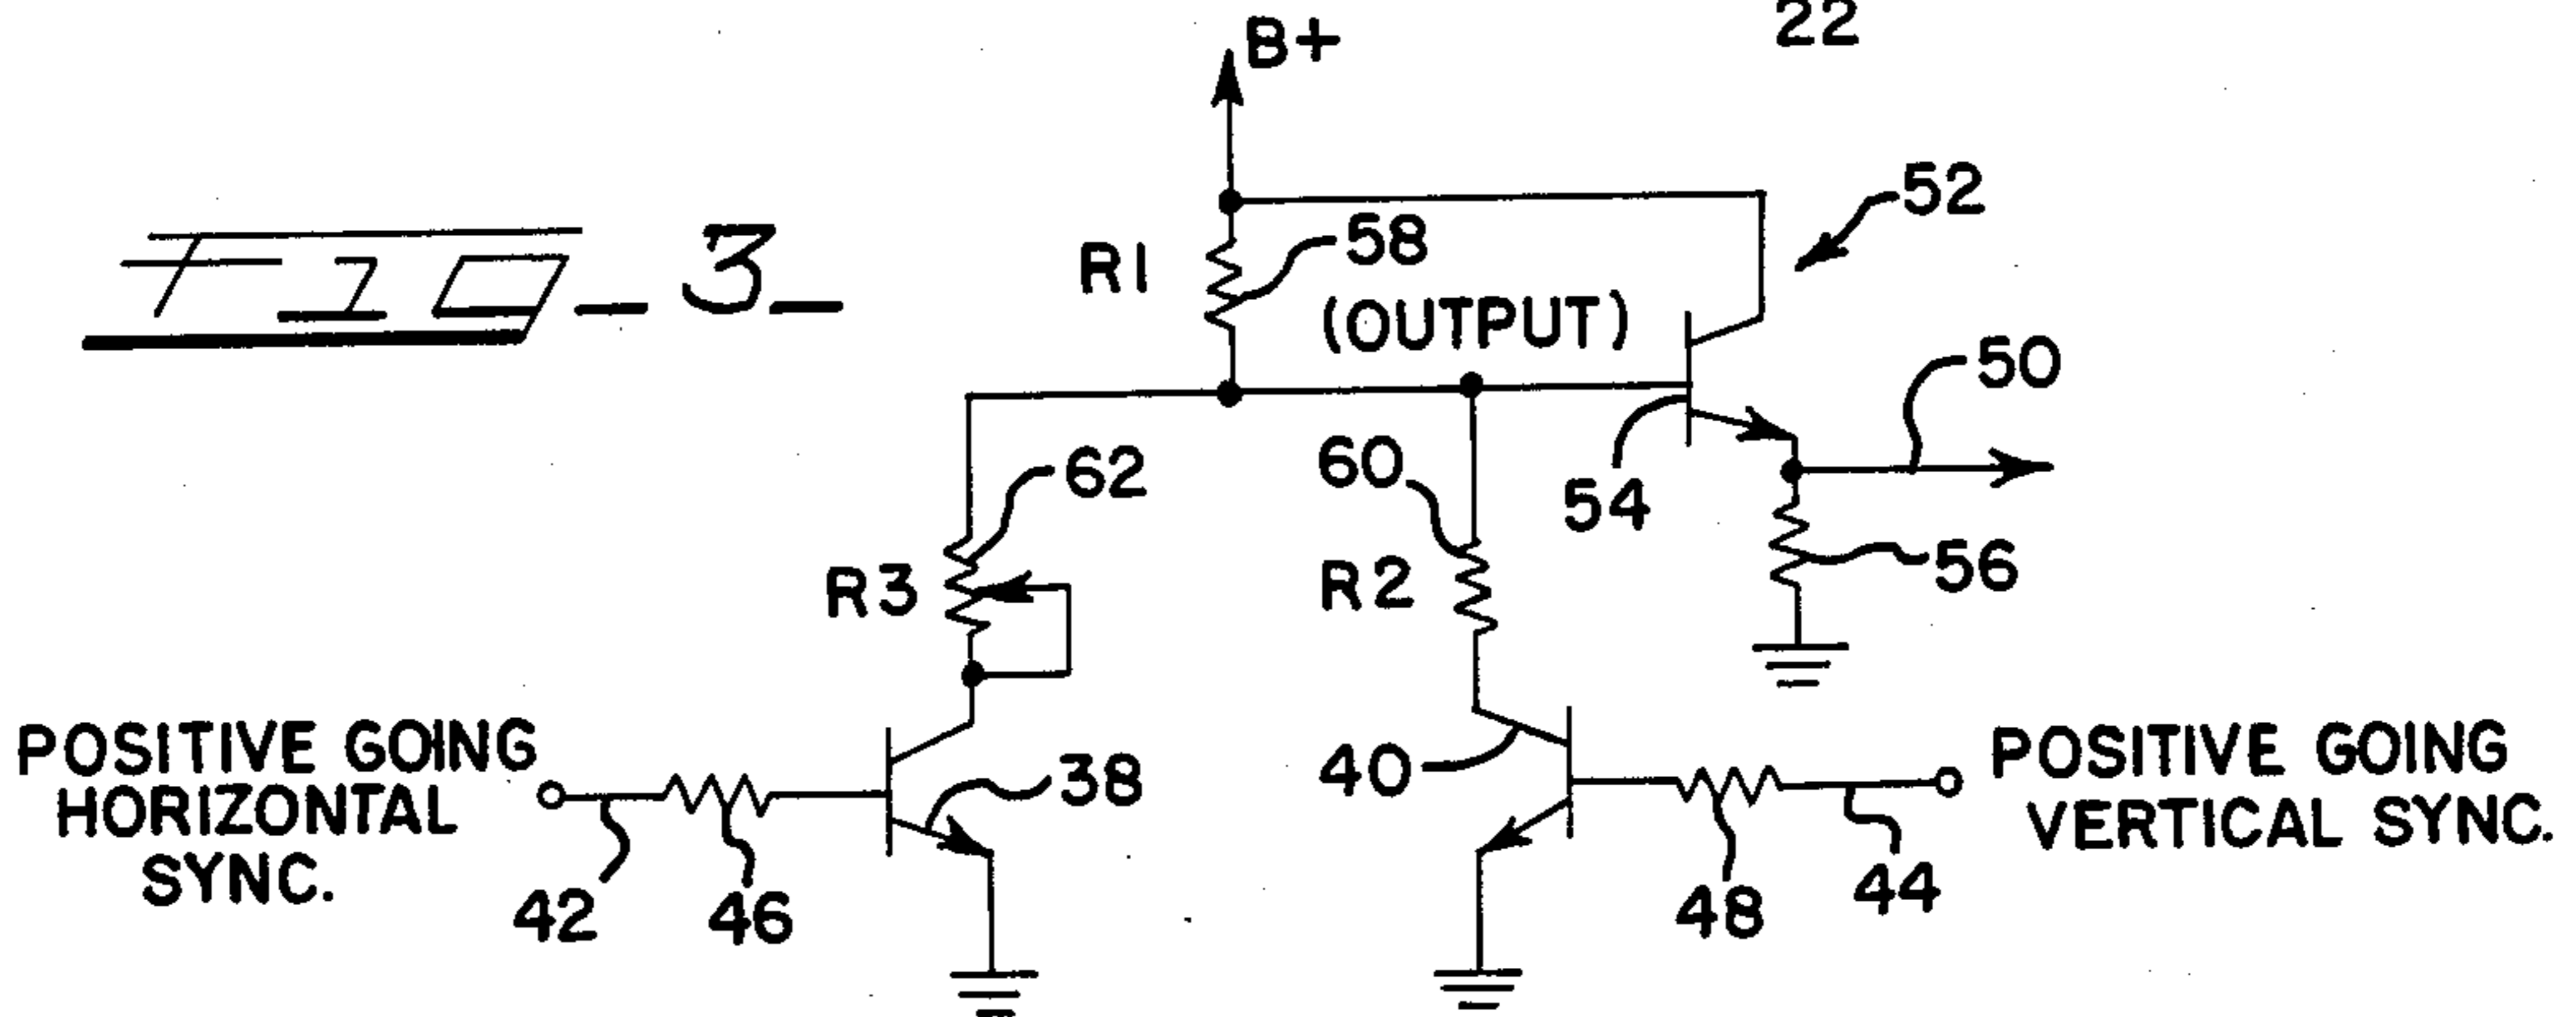 22
B+
52
R1
58
(OUTPUT)
FIG_3_
50
62
60
54
R3
R2
56
POSITIVE GOING
HORIZONTAL
SYNC.
42
46
38
40
48
44
POSITIVE GOING
VERTICAL SYNC.